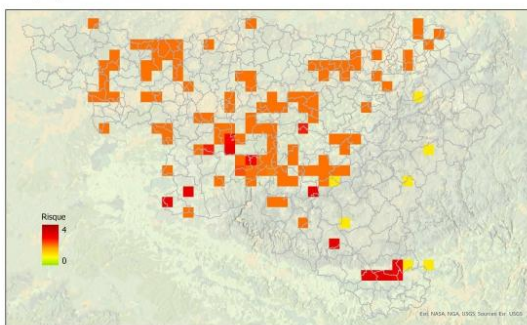 Risque
4
0
Esri, NASA, NGA, USGS, Sources: Esri, USGS